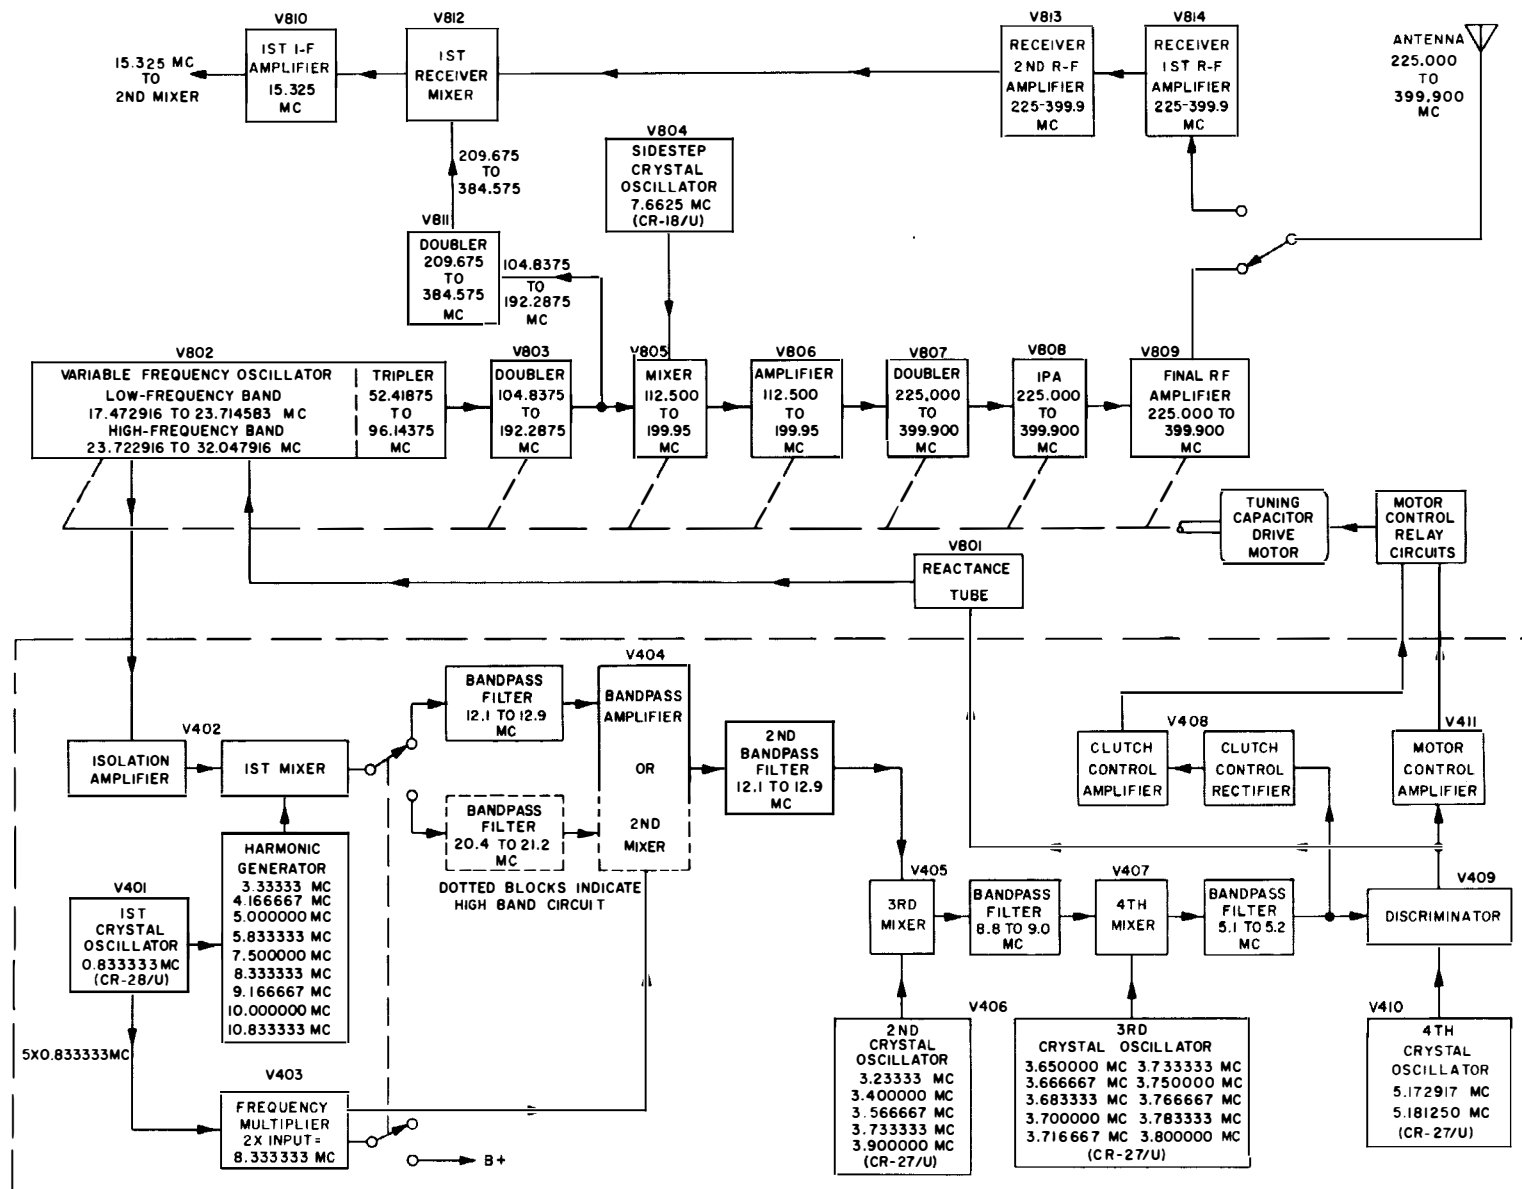 V810
1ST I-F
AMPLIFIER
15.325
MC
15.325 MC
TO
2ND MIXER
V812
1ST
RECEIVER
MIXER
V813
RECEIVER
2ND R-F
AMPLIFIER
225-399.9
MC
V814
RECEIVER
1ST R-F
AMPLIFIER
225-399.9
MC
ANTENNA
225.000
TO
399,900
MC
209.675
TO
384.575
V804
SIDESTEP
CRYSTAL
OSCILLATOR
7.6625 MC
(CR-18/U)
V811
DOUBLER
209.675
TO
384.575
MC
104.8375
TO
192.2875
MC
V802
VARIABLE FREQUENCY OSCILLATOR
LOW-FREQUENCY BAND
17.472916 TO 23.714583 MC
HIGH-FREQUENCY BAND
23.722916 TO 32.047916 MC
TRIPLER
52.41875
TO
96.14375
MC
V803
DOUBLER
104.8375
TO
192.2875
MC
V805
MIXER
112.500
TO
199.95
MC
V806
AMPLIFIER
112.500
TO
199.95
MC
V807
DOUBLER
225,000
TO
399.900
MC
V808
IPA
225.000
TO
399,900
MC
V809
FINAL RF
AMPLIFIER
225.000 TO
399.900
MC
TUNING
CAPACITOR
DRIVE
MOTOR
MOTOR
CONTROL
RELAY
CIRCUITS
V801
REACTANCE
TUBE
ISOLATION
AMPLIFIER
V402
1ST MIXER
BANDPASS
FILTER
12.1 TO 12.9
MC
BANDPASS
FILTER
20.4 TO 21.2
MC
DOTTED BLOCKS INDICATE
HIGH BAND CIRCUIT
V404
BANDPASS
AMPLIFIER
OR
2ND
MIXER
2ND
BANDPASS
FILTER
12.1 TO 12.9
MC
V408
CLUTCH
CONTROL
AMPLIFIER
CLUTCH
CONTROL
RECTIFIER
V411
MOTOR
CONTROL
AMPLIFIER
V401
1ST
CRYSTAL
OSCILLATOR
0.833333MC
(CR-28/U)
HARMONIC
GENERATOR
3.33333 MC
4.166667 MC
5.000000 MC
5.833333 MC
7.500000 MC
8.333333 MC
9.166667 MC
10.000000 MC
10.833333 MC
V405
3RD
MIXER
BANDPASS
FILTER
8.8 TO 9.0
MC
V407
4TH
MIXER
BANDPASS
FILTER
5.1 TO 5.2
MC
V409
DISCRIMINATOR
5X0.833333MC
V403
FREQUENCY
MULTIPLIER
2X INPUT=
8.333333 MC
B+
V406
2ND
CRYSTAL
OSCILLATOR
3.23333 MC
3.400000 MC
3.566667 MC
3.733333 MC
3.900000 MC
(CR-27/U)
3RD
CRYSTAL OSCILLATOR
3.650000 MC 3.733333 MC
3.666667 MC 3.750000 MC
3.683333 MC 3.766667 MC
3.700000 MC 3.783333 MC
3.716667 MC 3.800000 MC
(CR-27/U)
V410
4TH
CRYSTAL
OSCILLATOR
5.172917 MC
5.181250 MC
(CR-27/U)